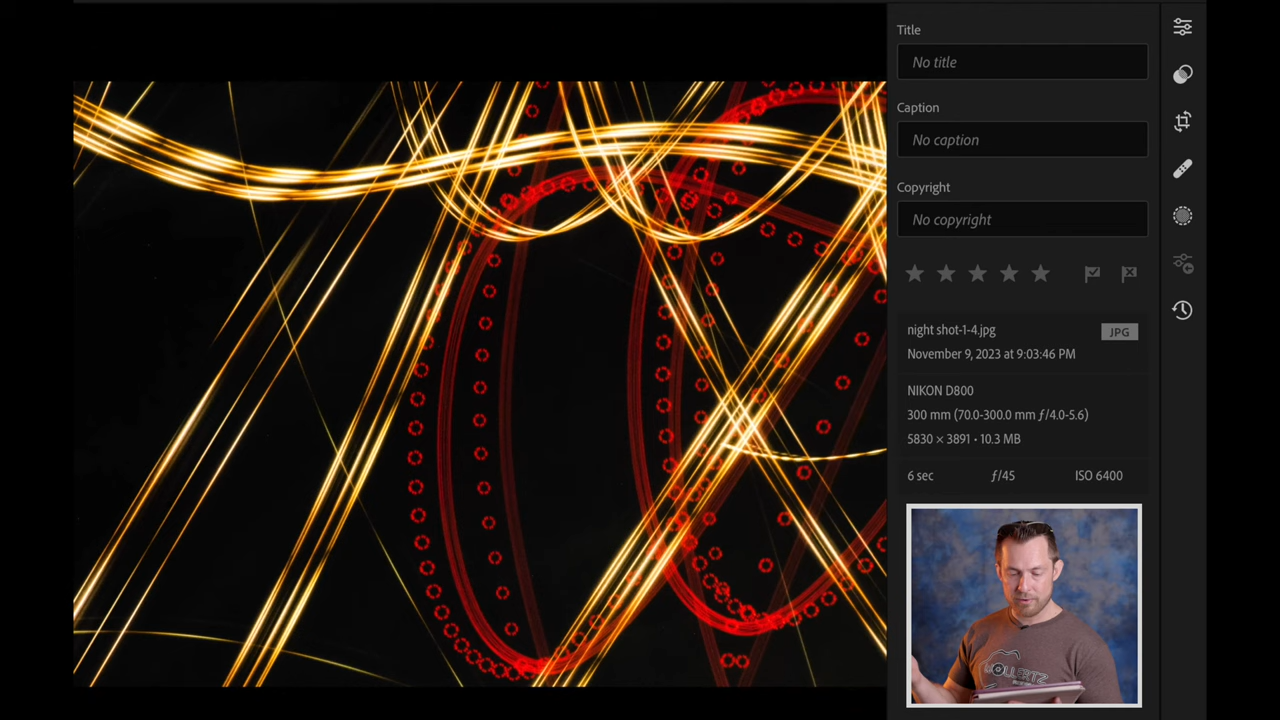 Title
No title
Caption
No caption
Copyright
No copyright
night shot-1-4.jpg
JPG
November 9, 2023 at 9:03:46 PM
NIKON D800
300 mm (70.0-300.0 mm ƒ/4.0-5.6)
5830 × 3891 • 10.3 MB
6 sec
ƒ/45
ISO 6400